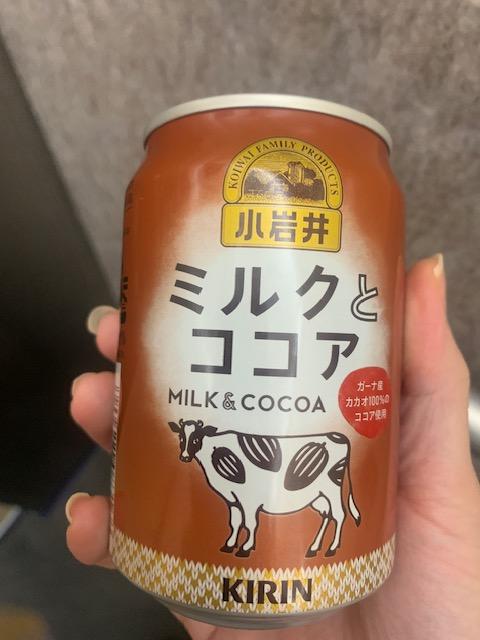 KOIWAI FAMILY PRODUCTS
小岩井
ミルクと
ココア
MILK & COCOA
ガーナ産
カカオ100%の
ココア使用
KIRIN